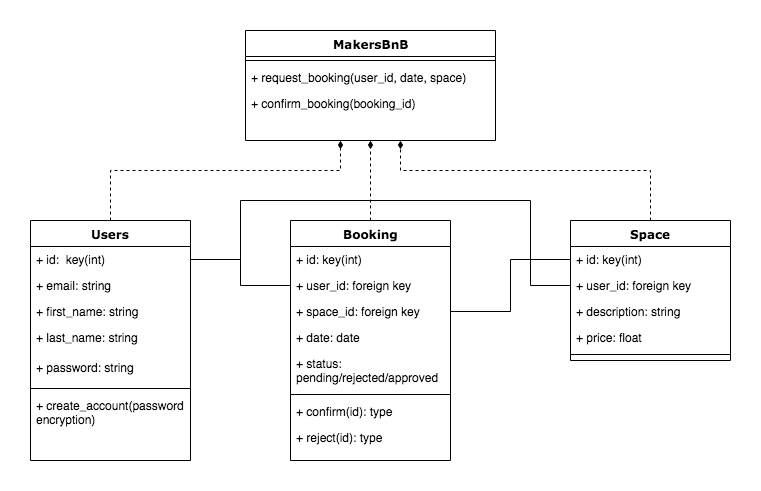 MakersBnB
+ request_booking(user_id, date, space)
+ confirm_booking(booking_id)
Users
+ id:  key(int)
+ email: string
+ first_name: string
+ last_name: string
+ password: string
+ create_account(password
encryption)
Booking
+ id: key(int)
+ user_id: foreign key
+ space_id: foreign key
+ date: date
+ status:
pending/rejected/approved
+ confirm(id): type
+ reject(id): type
Space
+ id: key(int)
+ user_id: foreign key
+ description: string
+ price: float